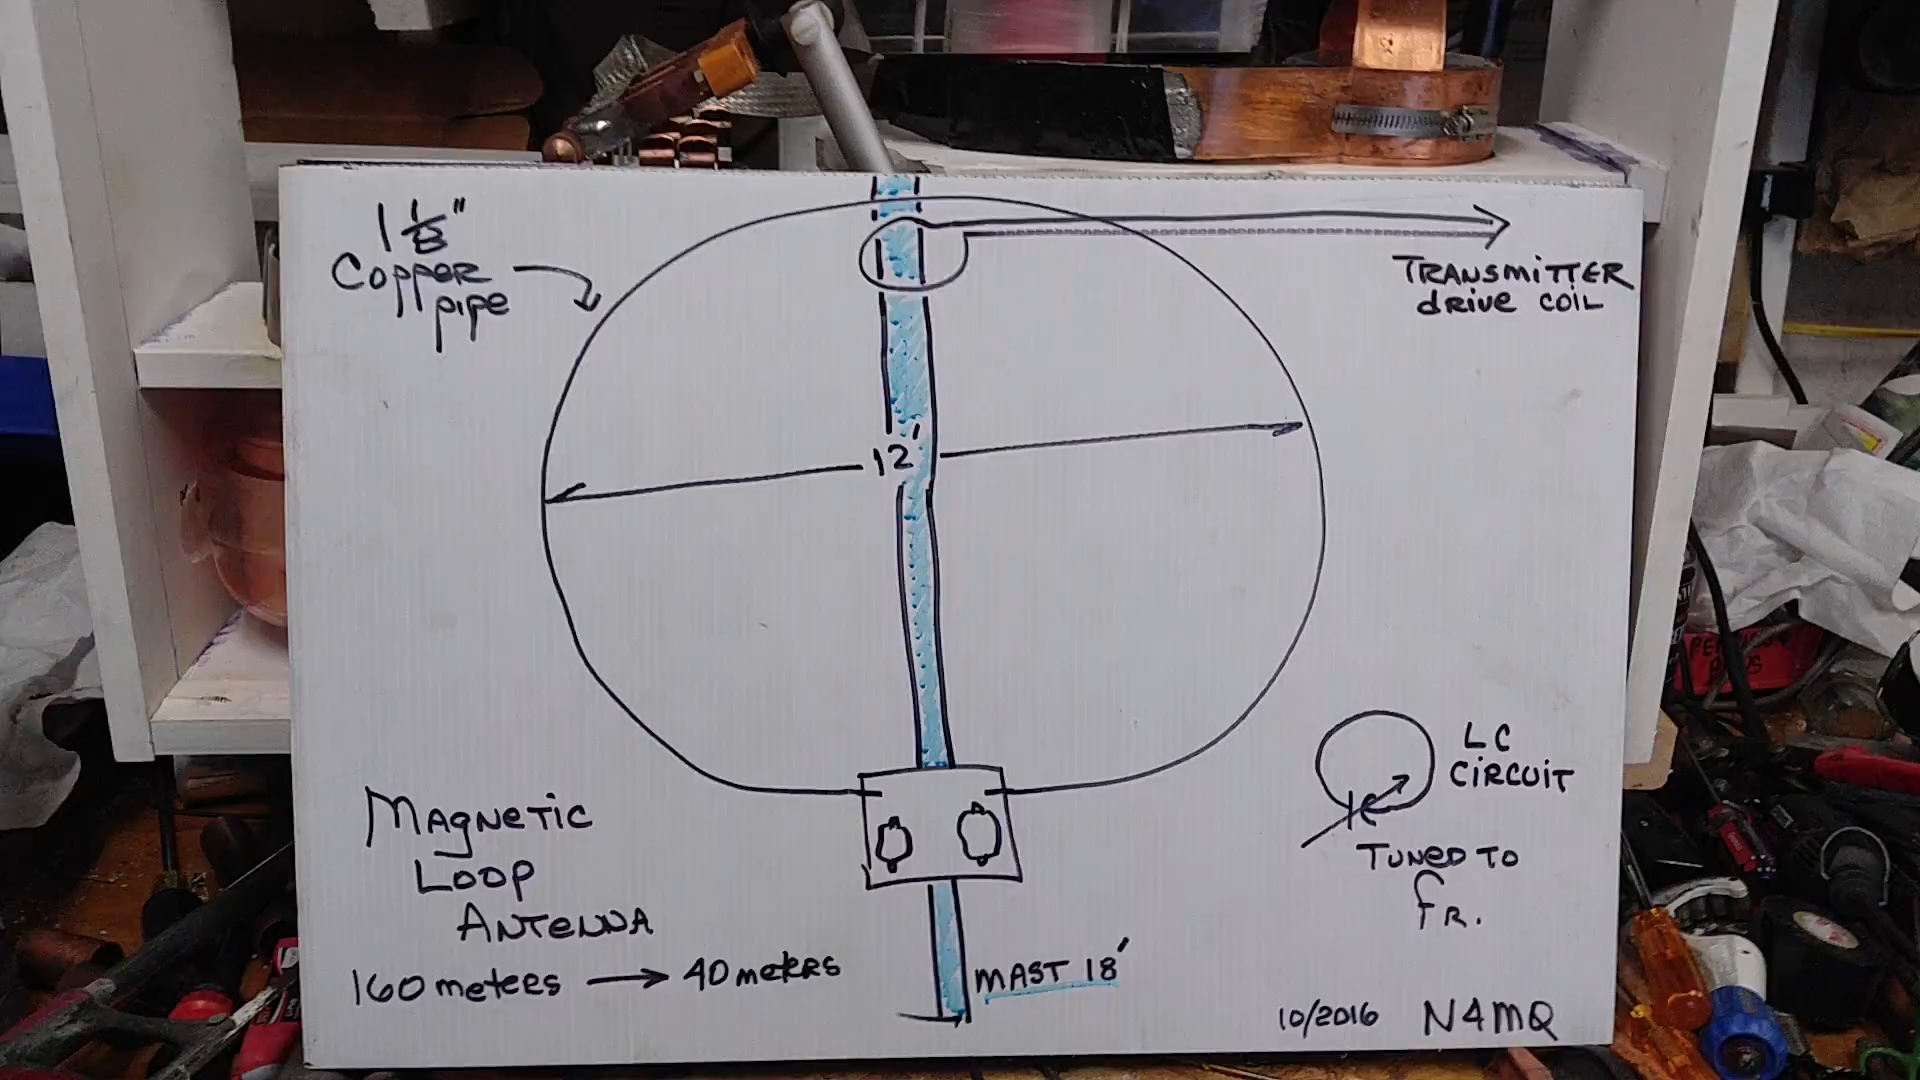 1 1/8"
Copper
pipe
TRANSMITTER
drive COIL
12'
MAGNETIC
LOOP
ANTENNA
160 meters → 40 meters
MAST 18'
LC
CIRCUIT
TUNED TO
fR.
10/2016 N4MQ